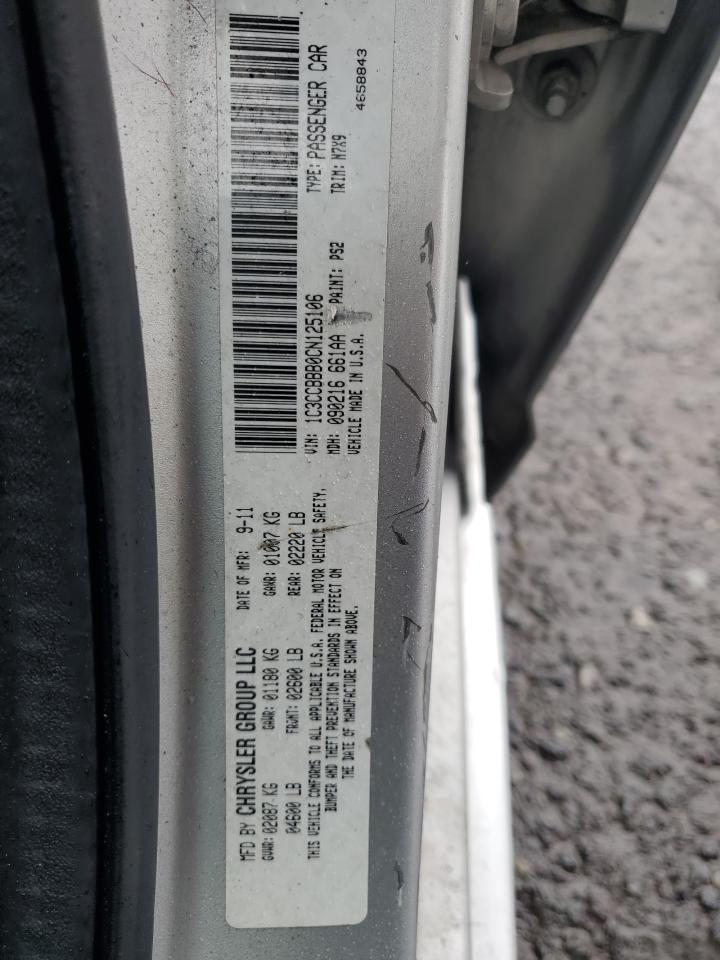 MFD BY CHRYSLER GROUP LLC DATE OF MFR: 9-11
GVWR: 02087 KG GAWR: 01180 KG GAWR: 01007 KG
04600 LB FRONT: 02600 LB REAR: 02220 LB
THIS VEHICLE CONFORMS TO ALL APPLICABLE U.S.A. FEDERAL MOTOR VEHICLE SAFETY,
BUMPER AND THEFT PREVENTION STANDARDS IN EFFECT ON
THE DATE OF MANUFACTURE SHOWN ABOVE.
VIN: 1C3CCBBB0CN125106 TYPE: PASSENGER CAR
MDH: 090216 661AA PAINT: PS2 TRIM: N7X9
VEHICLE MADE IN U.S.A. 4658843